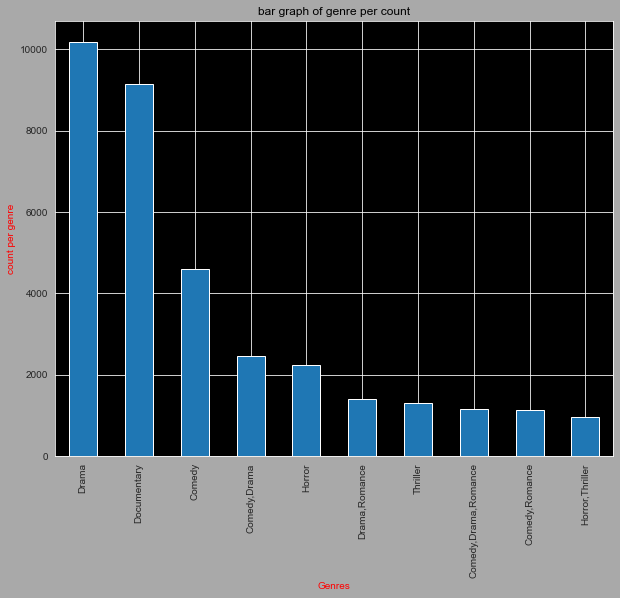 bar graph of genre per count
10000
8000
6000
4000
2000
0
count per genre
Drama
Documentary
Comedy
Comedy,Drama
Horror
Drama,Romance
Thriller
Comedy,Drama,Romance
Comedy,Romance
Horror,Thriller
Genres